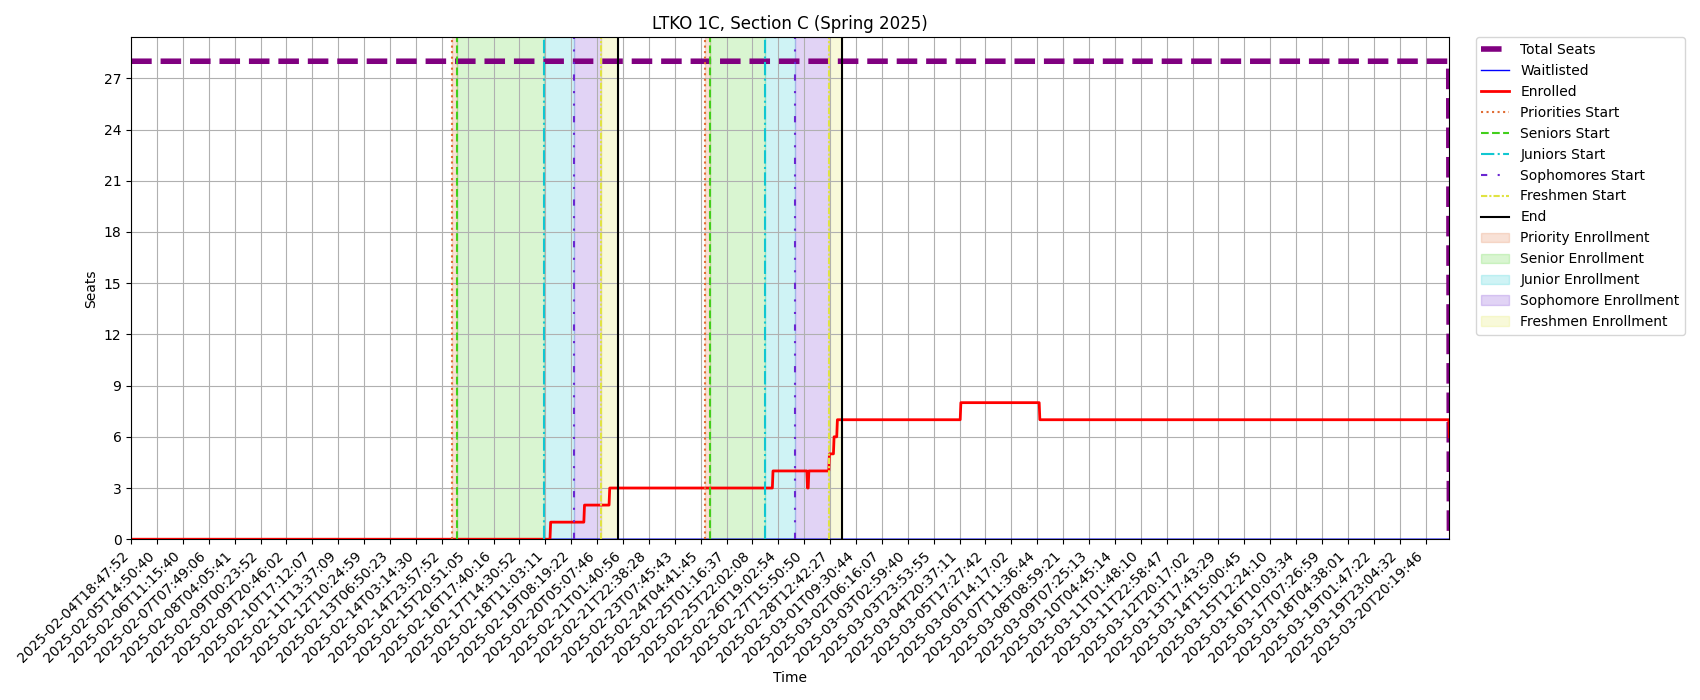 LTKO 1C, Section C (Spring 2025)
Seats
27
24
21
18
15
12
9
6
3
0
2025-02-04T18:47:52
2025-02-05T14:50:40
2025-02-06T11:15:40
2025-02-07T07:49:06
2025-02-08T04:05:41
2025-02-09T00:23:52
2025-02-09T20:46:02
2025-02-10T17:12:07
2025-02-11T13:37:09
2025-02-12T10:24:59
2025-02-13T06:50:23
2025-02-14T03:14:30
2025-02-14T23:57:52
2025-02-15T20:51:05
2025-02-16T17:40:16
2025-02-17T14:30:52
2025-02-18T11:03:11
2025-02-19T08:19:22
2025-02-20T05:07:46
2025-02-21T01:40:56
2025-02-21T22:38:28
2025-02-23T07:45:43
2025-02-24T04:41:45
2025-02-25T01:16:37
2025-02-25T22:02:08
2025-02-26T19:02:54
2025-02-27T15:50:50
2025-02-28T12:42:27
2025-03-01T09:30:44
2025-03-02T06:16:07
2025-03-03T02:59:40
2025-03-03T23:53:55
2025-03-04T20:37:11
2025-03-05T17:27:42
2025-03-06T14:17:02
2025-03-07T11:36:44
2025-03-08T08:59:21
2025-03-09T07:25:13
2025-03-10T04:45:14
2025-03-11T01:48:10
2025-03-11T22:58:47
2025-03-12T20:17:02
2025-03-13T17:43:29
2025-03-14T15:00:45
2025-03-15T12:24:10
2025-03-16T10:03:34
2025-03-17T07:26:59
2025-03-18T04:38:01
2025-03-19T01:47:22
2025-03-19T23:04:32
2025-03-20T20:19:46
Time
Total Seats
Waitlisted
Enrolled
Priorities Start
Seniors Start
Juniors Start
Sophomores Start
Freshmen Start
End
Priority Enrollment
Senior Enrollment
Junior Enrollment
Sophomore Enrollment
Freshmen Enrollment